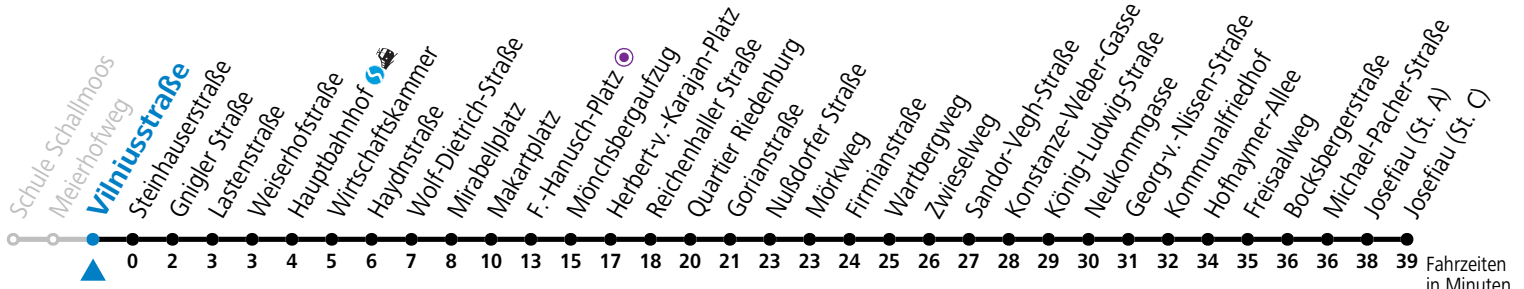 Schule Schallmoos
Meierhofweg
Vilniusstraße
Steinhauserstraße
Gnigler Straße
Lastenstraße
Weiserhofstraße
Hauptbahnhof
Wirtschaftskammer
Haydnstraße
Wolf-Dietrich-Straße
Mirabellplatz
Makartplatz
F.-Hanusch-Platz
Mönchsbergaufzug
Herbert-v.-Karajan-Platz
Reichenhaller Straße
Quartier Riedenburg
Gorianstraße
Nußdorfer Straße
Mörkweg
Firmianstraße
Wartbergweg
Zwieselweg
Sandor-Vegh-Straße
Konstanze-Weber-Gasse
König-Ludwig-Straße
Neukommgasse
Georg-v.-Nissen-Straße
Kommunalfriedhof
Hofhaymer-Allee
Freisaalweg
Bocksbergerstraße
Michael-Pacher-Straße
Josefiau (St. A)
Josefiau (St. C)
0 2 3 3 4 5 6 7 8 10 13 15 17 18 20 21 23 23 24 25 26 27 28 29 30 31 32 34 35 36 36 38 39 Fahrzeiten
in Minuten